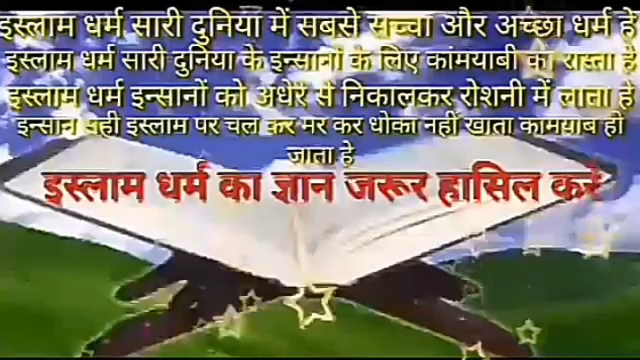 इस्लाम धर्म सारी दुनिया में सबसे सच्चा और अच्छा धर्म हे
इस्लाम धर्म सारी दुनिया के इन्सानों के लिए कांमयाबी का रास्ता हे
इस्लाम धर्म इन्सानों को अंधेरे से निकालकर रोशनी में लाता हे
इन्सान सही इस्लाम पर चल कर मर कर धोका नहीं खाता कामयाब हो
जाता हे
इस्लाम धर्म का ज्ञान जरूर हासिल करे